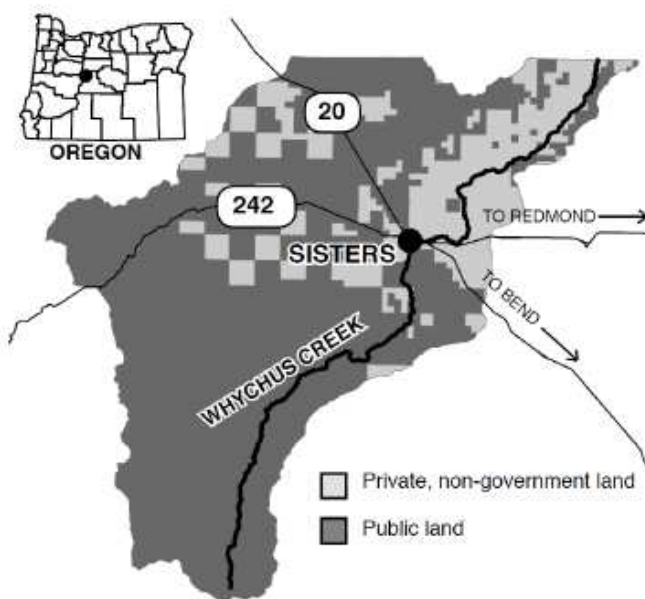 OREGON
20
242
SISTERS
TO REDMOND
TO BEND
WHYCHUS CREEK
Private, non-government land
Public land